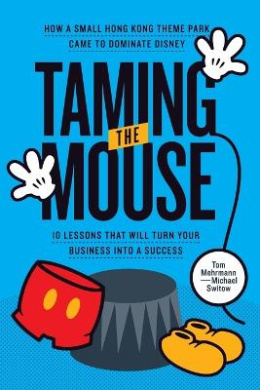 HOW A SMALL HONG KONG THEME PARK
CAME TO DOMINATE DISNEY
TAMING
THE
MOUSE
10 LESSONS THAT WILL TURN YOUR
BUSINESS INTO A SUCCESS
Tom
Mehrmann
—Michael
Switow